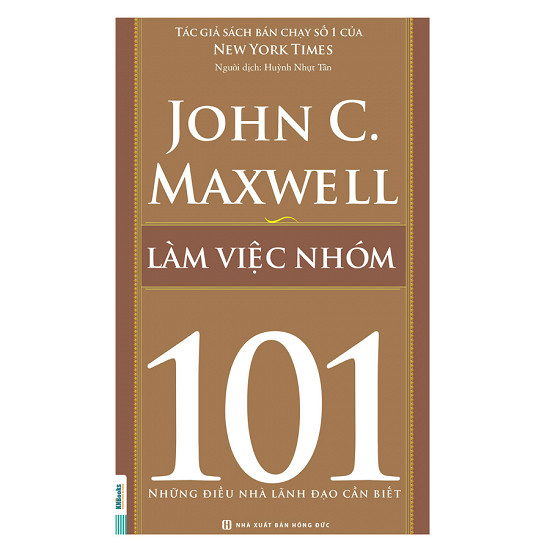 TÁC GIẢ SÁCH BÁN CHẠY SỐ 1 CỦA
NEW YORK TIMES
Người dịch: Huỳnh Nhựt Tân
JOHN C.
MAXWELL
LÀM VIỆC NHÓM
101
NHỮNG ĐIỀU NHÀ LÃNH ĐẠO CẦN BIẾT
MCBooks
NHÀ XUẤT BẢN HỒNG ĐỨC